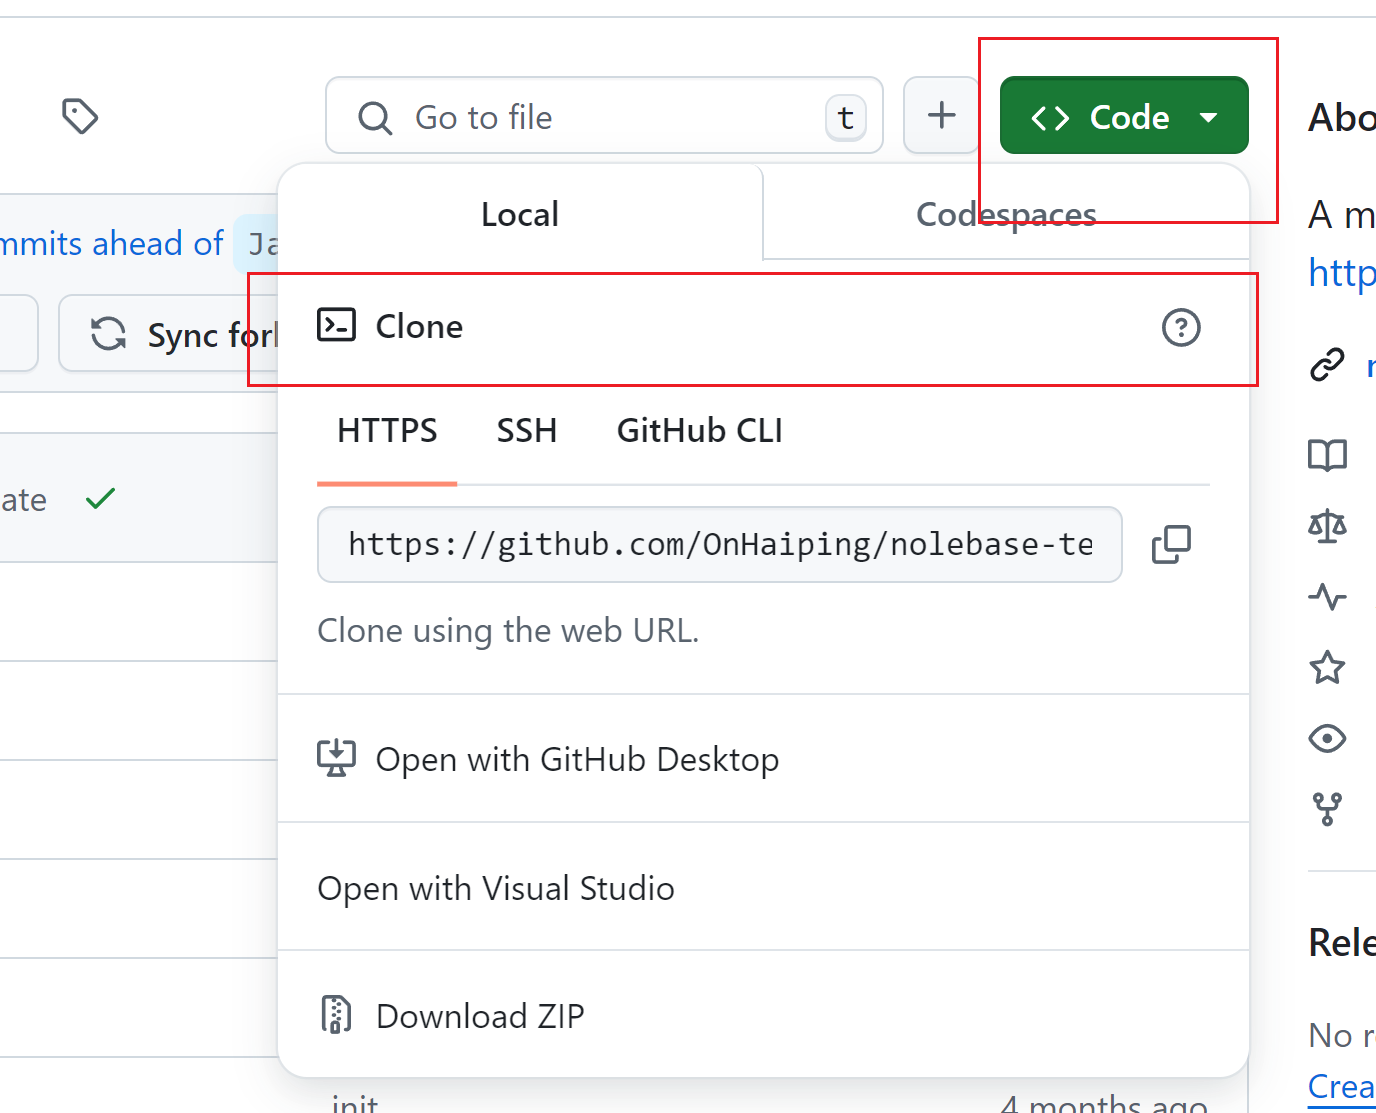 Go to file
t
Code
Local
Codespaces
mmits ahead of
Clone
Sync
HTTPS
SSH
GitHub CLI
ate
https://github.com/OnHaiping/nolebase-te
Clone using the web URL.
Open with GitHub Desktop
Open with Visual Studio
Download ZIP
init
4 months ago
Abo
A m
http
Rele
No r
Crea